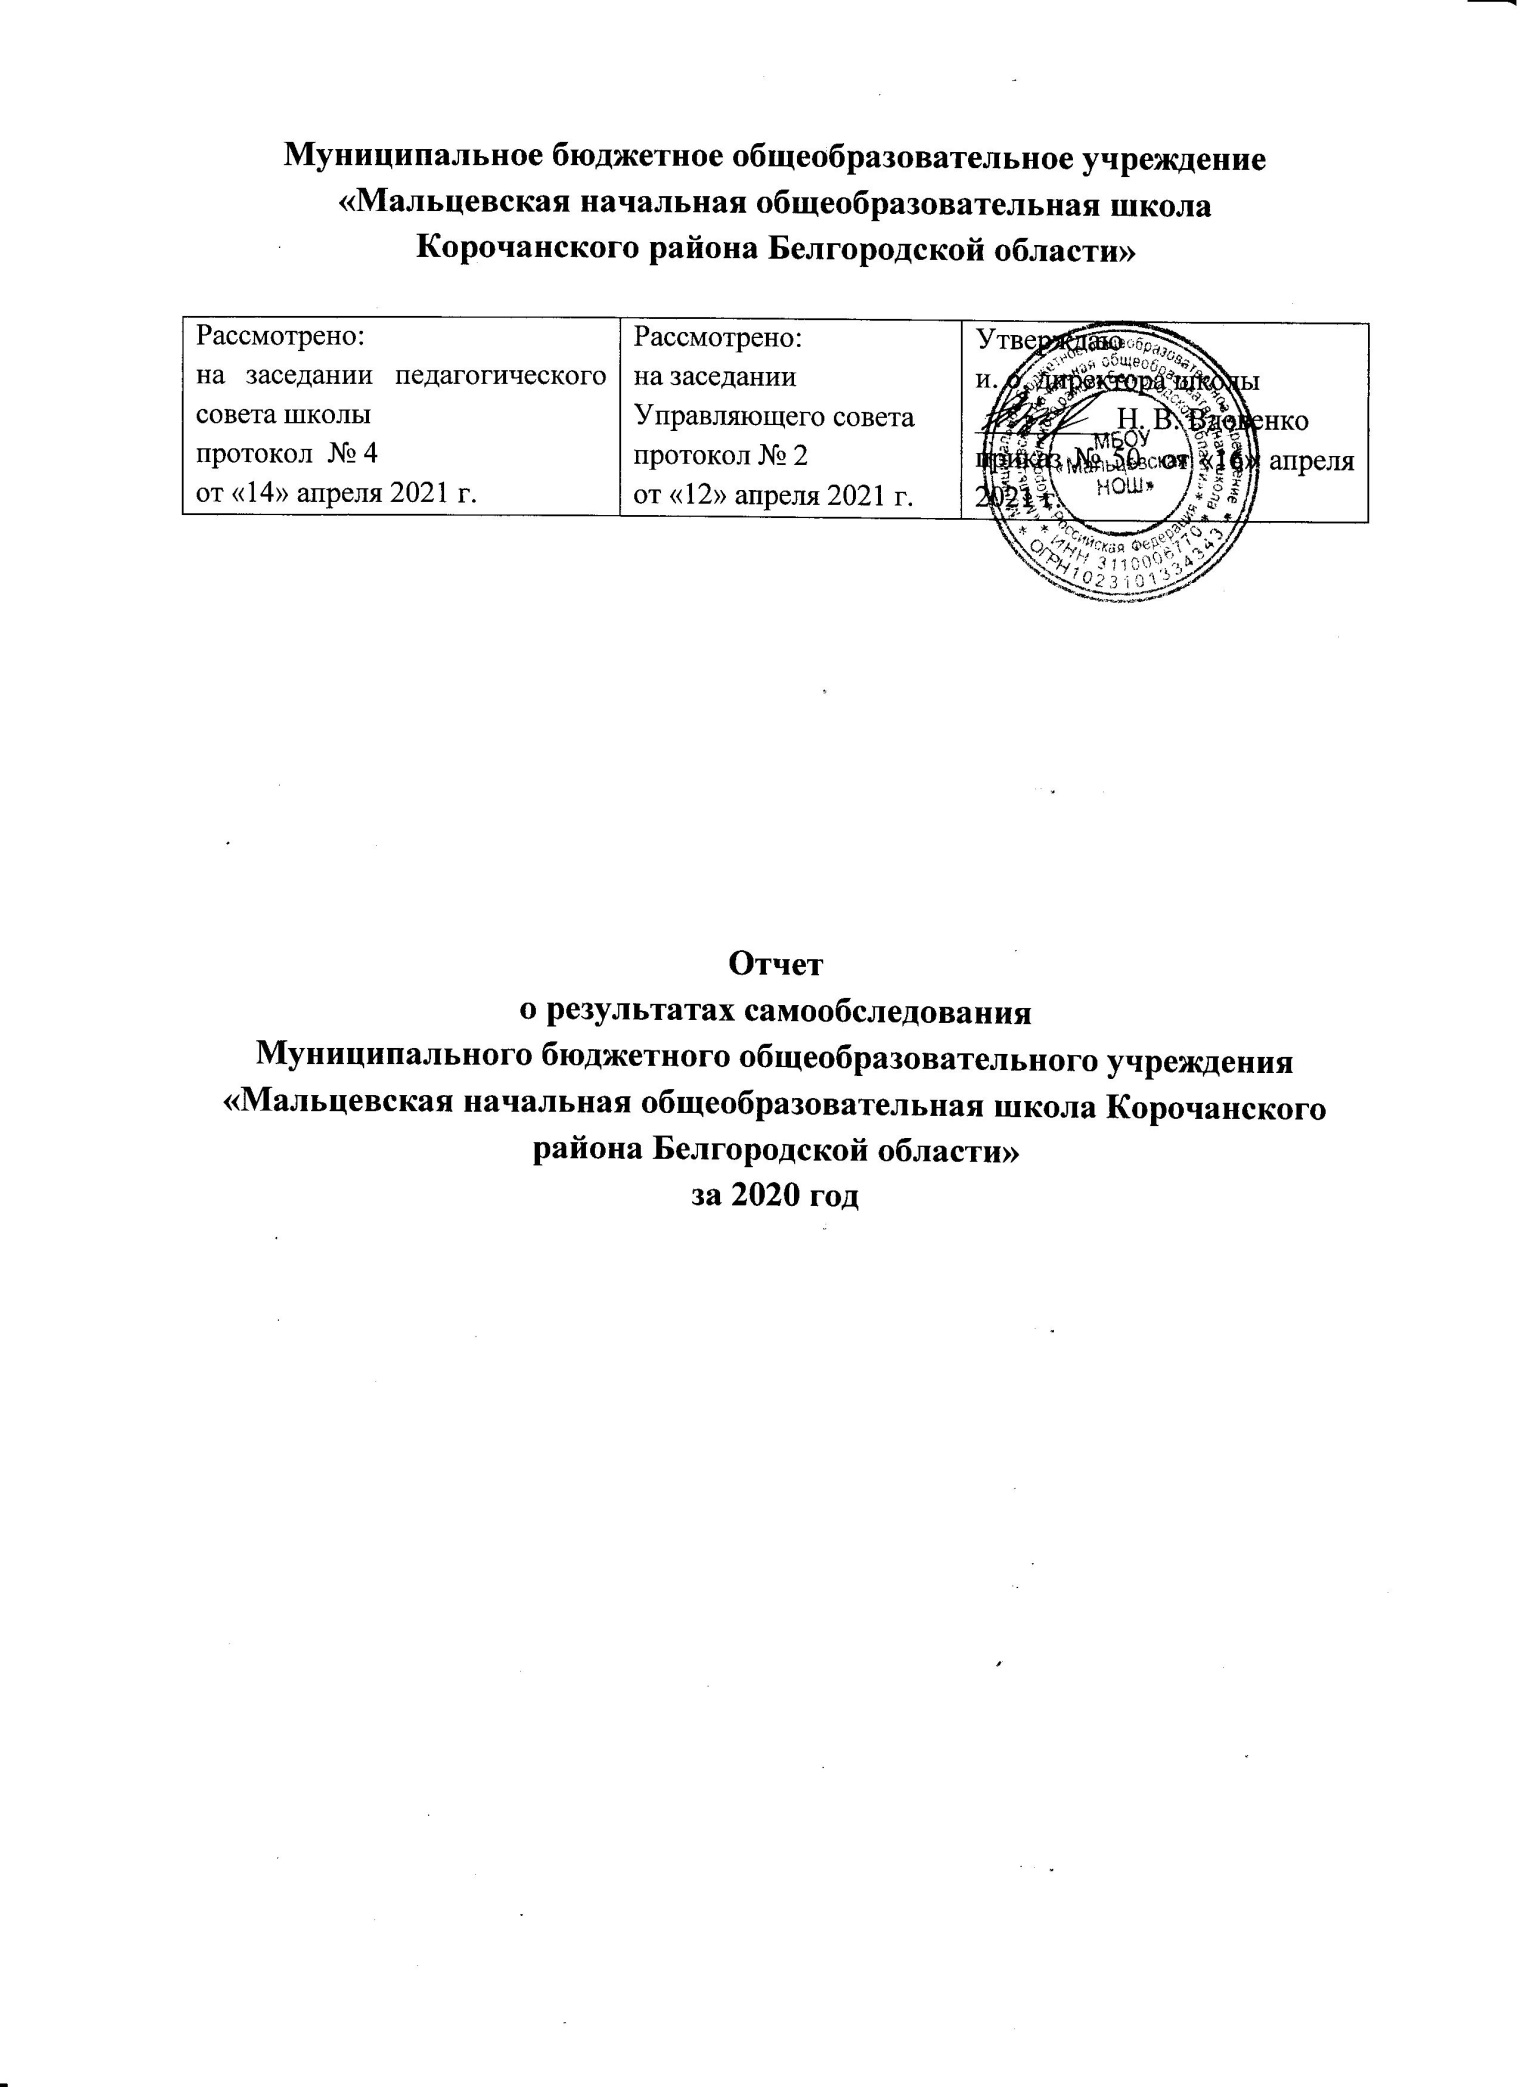 Муниципальное бюджетное общеобразовательное учреждение
«Мальцевская начальная общеобразовательная школа
Корочанского района Белгородской области»
Рассмотрено:
на заседании педагогического
совета школы
протокол № 4
от «14» апреля 2021 г.
Рассмотрено:
на заседании
Управляющего совета
протокол № 2
от «12» апреля 2021 г.
Утверждаю
и. о. директора школы
Н. В. Вдовенко
приказ № 50 от «16» апреля
2021 г.
МБОУ
«Мальцевская
НОШ»
Российская Федерация
* ИНН 3110006770 *
* ОГРН1023101334343 *
Отчет
о результатах самообследования
Муниципального бюджетного общеобразовательного учреждения
«Мальцевская начальная общеобразовательная школа Корочанского
района Белгородской области»
за 2020 год